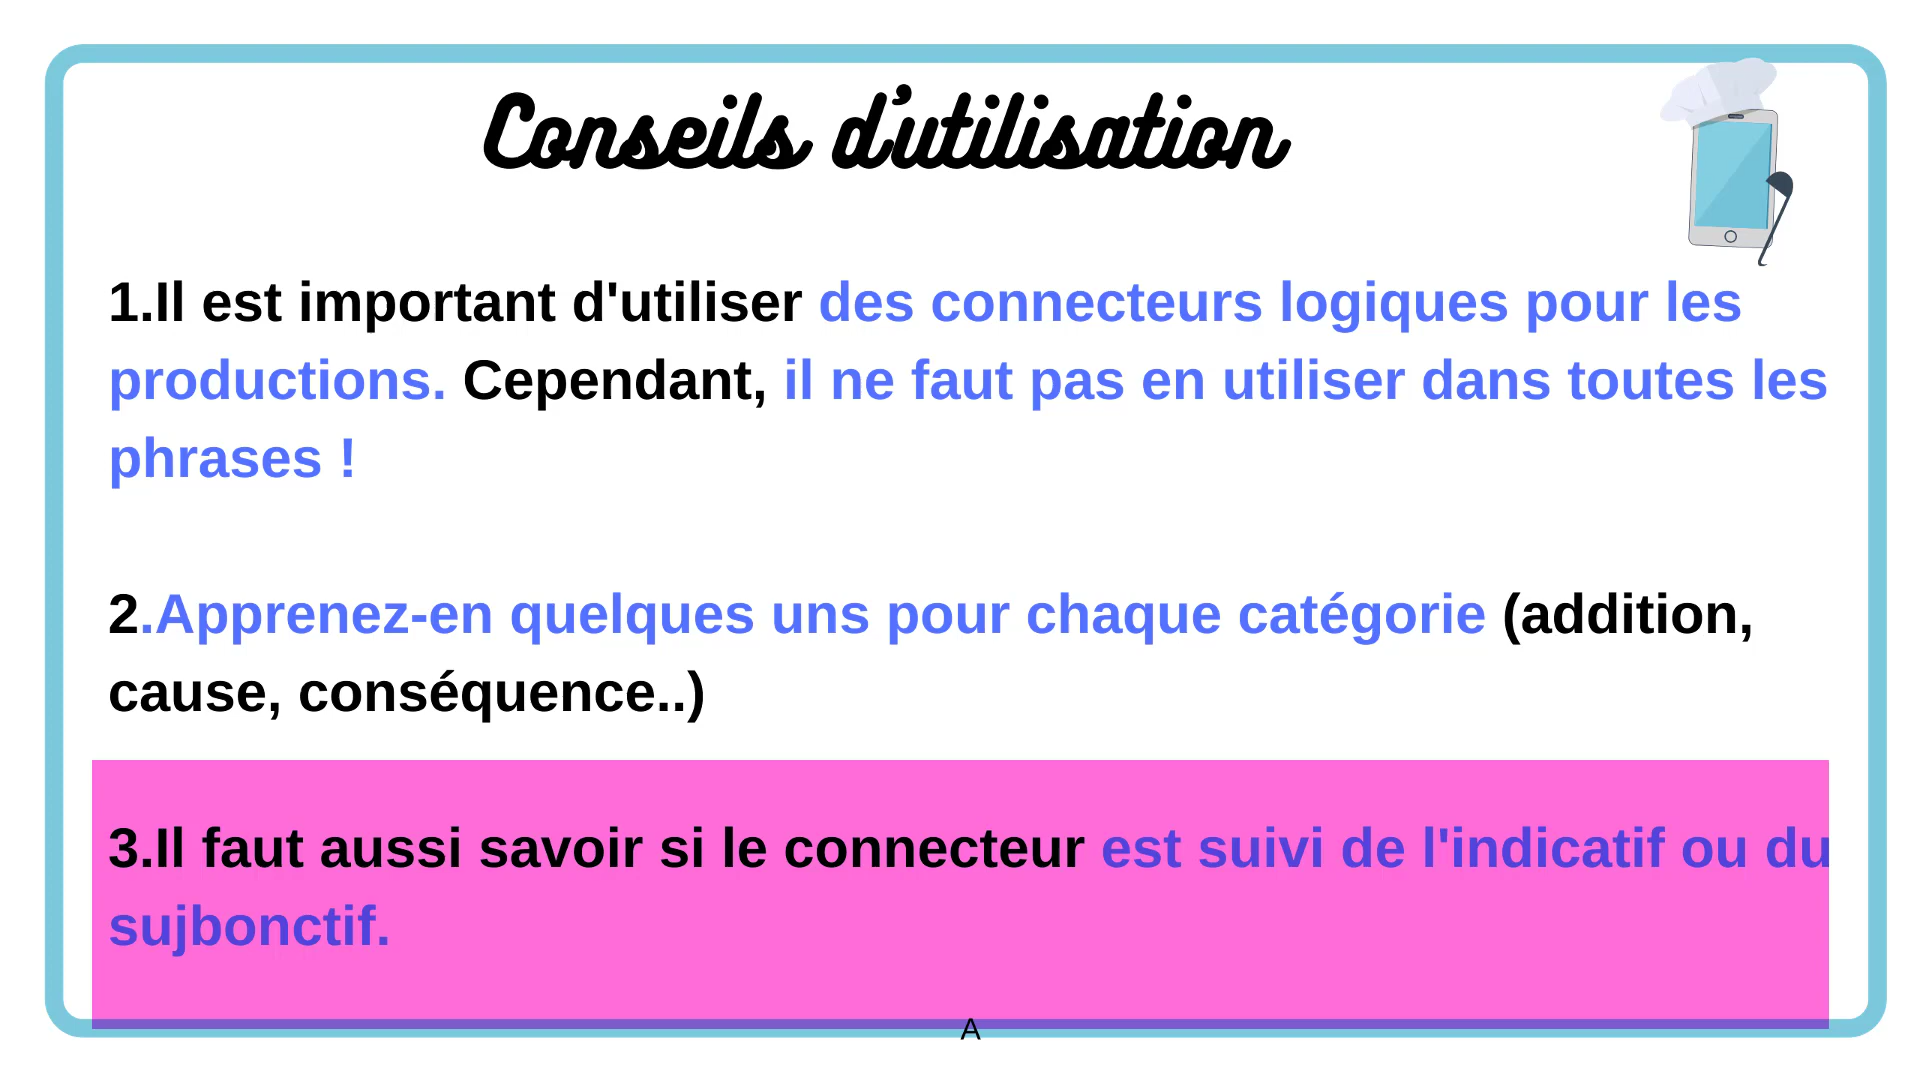 Conseils d'utilisation
1.Il est important d'utiliser des connecteurs logiques pour les
productions. Cependant, il ne faut pas en utiliser dans toutes les
phrases !
2.Apprenez-en quelques uns pour chaque catégorie (addition,
cause, conséquence..)
3.Il faut aussi savoir si le connecteur est suivi de l'indicatif ou du
sujbonctif.
A